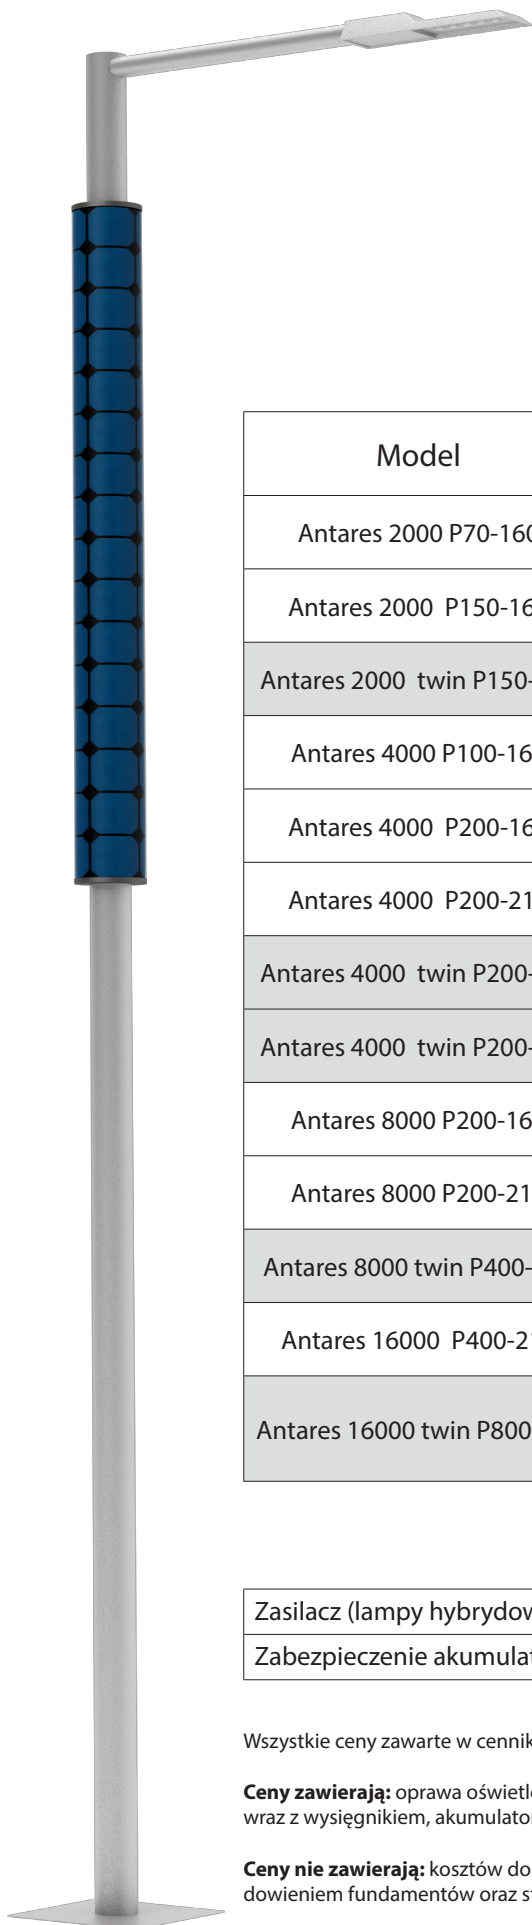 Model
Antares 2000 P70-160
Antares 2000 P150-16
Antares 2000 twin P150-
Antares 4000 P100-16
Antares 4000 P200-16
Antares 4000 P200-21
Antares 4000 twin P200-
Antares 4000 twin P200-
Antares 8000 P200-16
Antares 8000 P200-21
Antares 8000 twin P400-
Antares 16000 P400-2
Antares 16000 twin P800
Zasilacz (lampy hybrydow
Zabezpieczenie akumulat
Wszystkie ceny zawarte w cennik
Ceny zawierają: oprawa oświetl
wraz z wysięgnikiem, akumulato
Ceny nie zawierają: kosztów do
dowieniem fundamentów oraz s